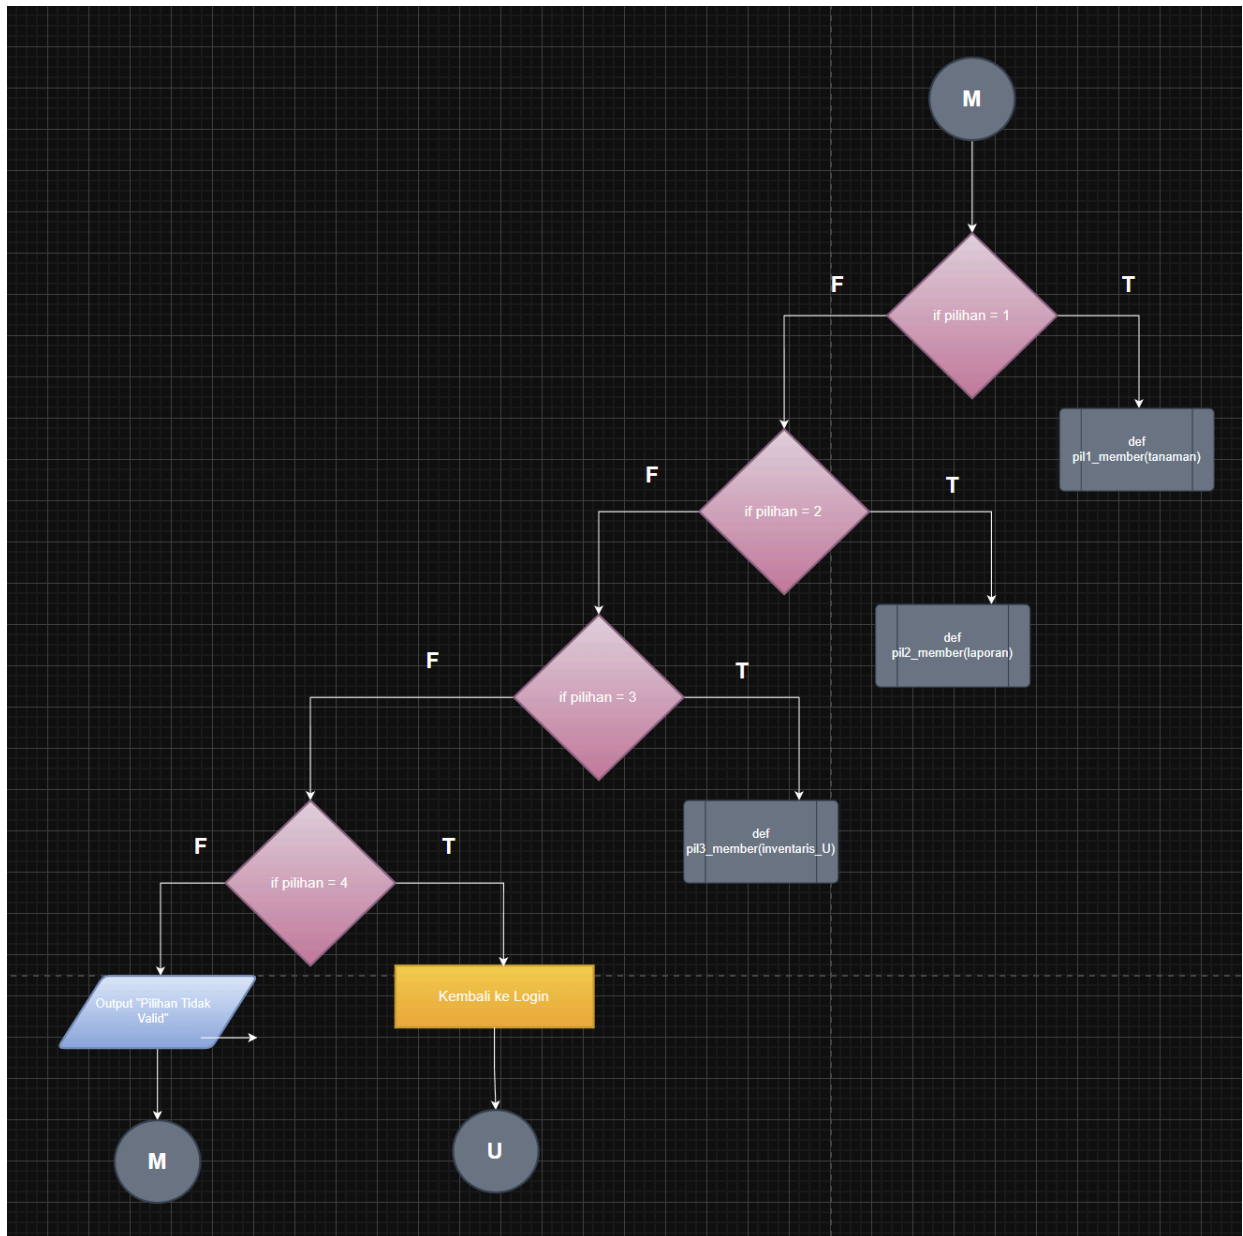 M
F
T
if pilihan = 1
def
pil1_member(tanaman)
F
T
if pilihan = 2
def
pil2_member(laporan)
F
T
if pilihan = 3
def
pil3_member(inventaris_U)
F
T
if pilihan = 4
Output "Pilihan Tidak
Valid"
Kembali ke Login
M
U